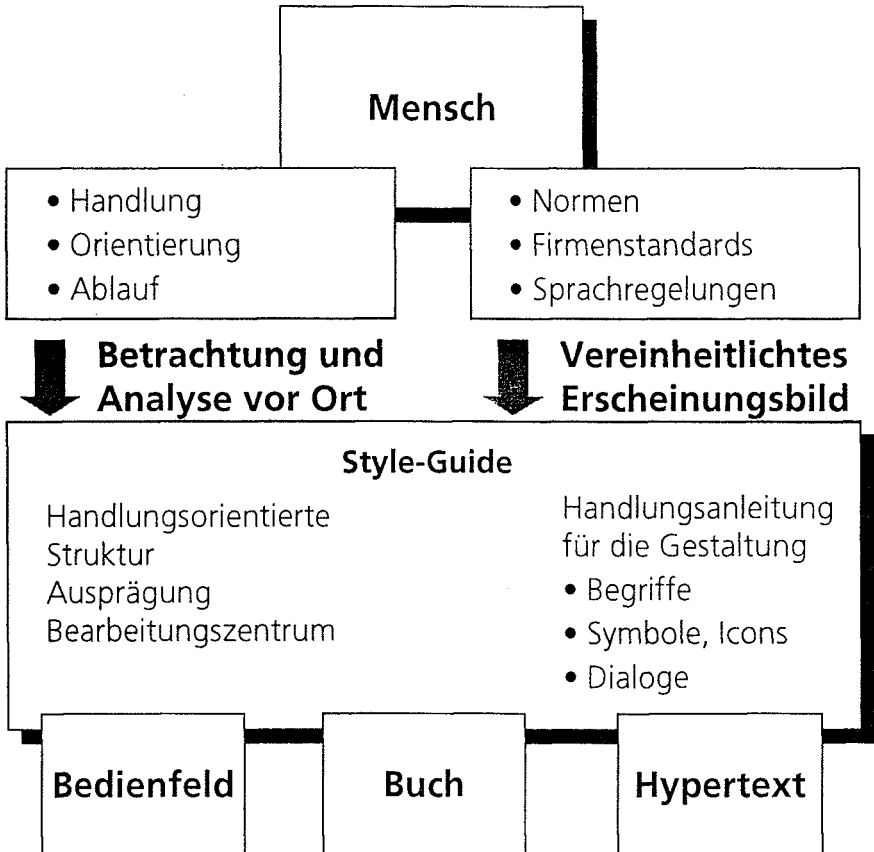 Mensch
• Handlung
• Orientierung
• Ablauf
• Normen
• Firmenstandards
• Sprachregelungen
Betrachtung und
Analyse vor Ort
Vereinheitlichtes
Erscheinungsbild
Style-Guide
Handlungsorientierte
Struktur
Ausprägung
Bearbeitungszentrum
Handlungsanleitung
für die Gestaltung
• Begriffe
• Symbole, Icons
• Dialoge
Bedienfeld
Buch
Hypertext